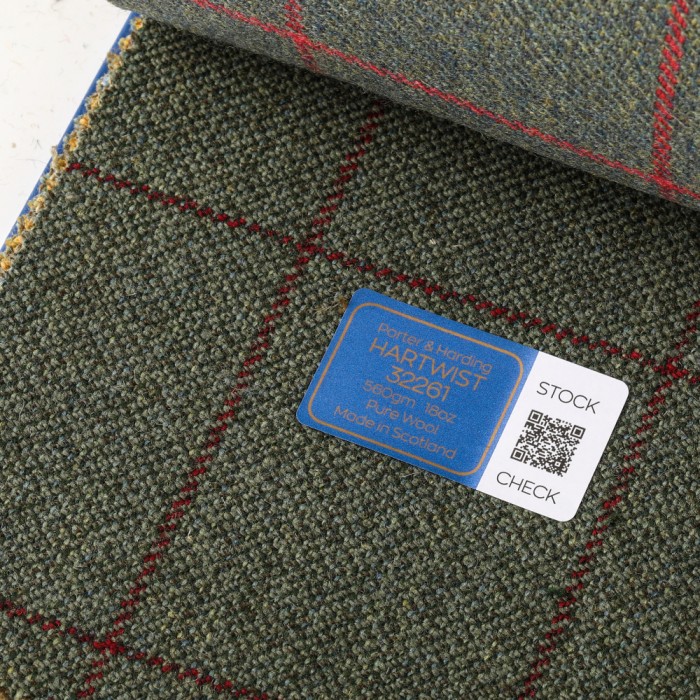 Porter & Harding
HARTWIST
32261
560gm 18oz
Pure Wool
Made in Scotland
STOCK
CHECK